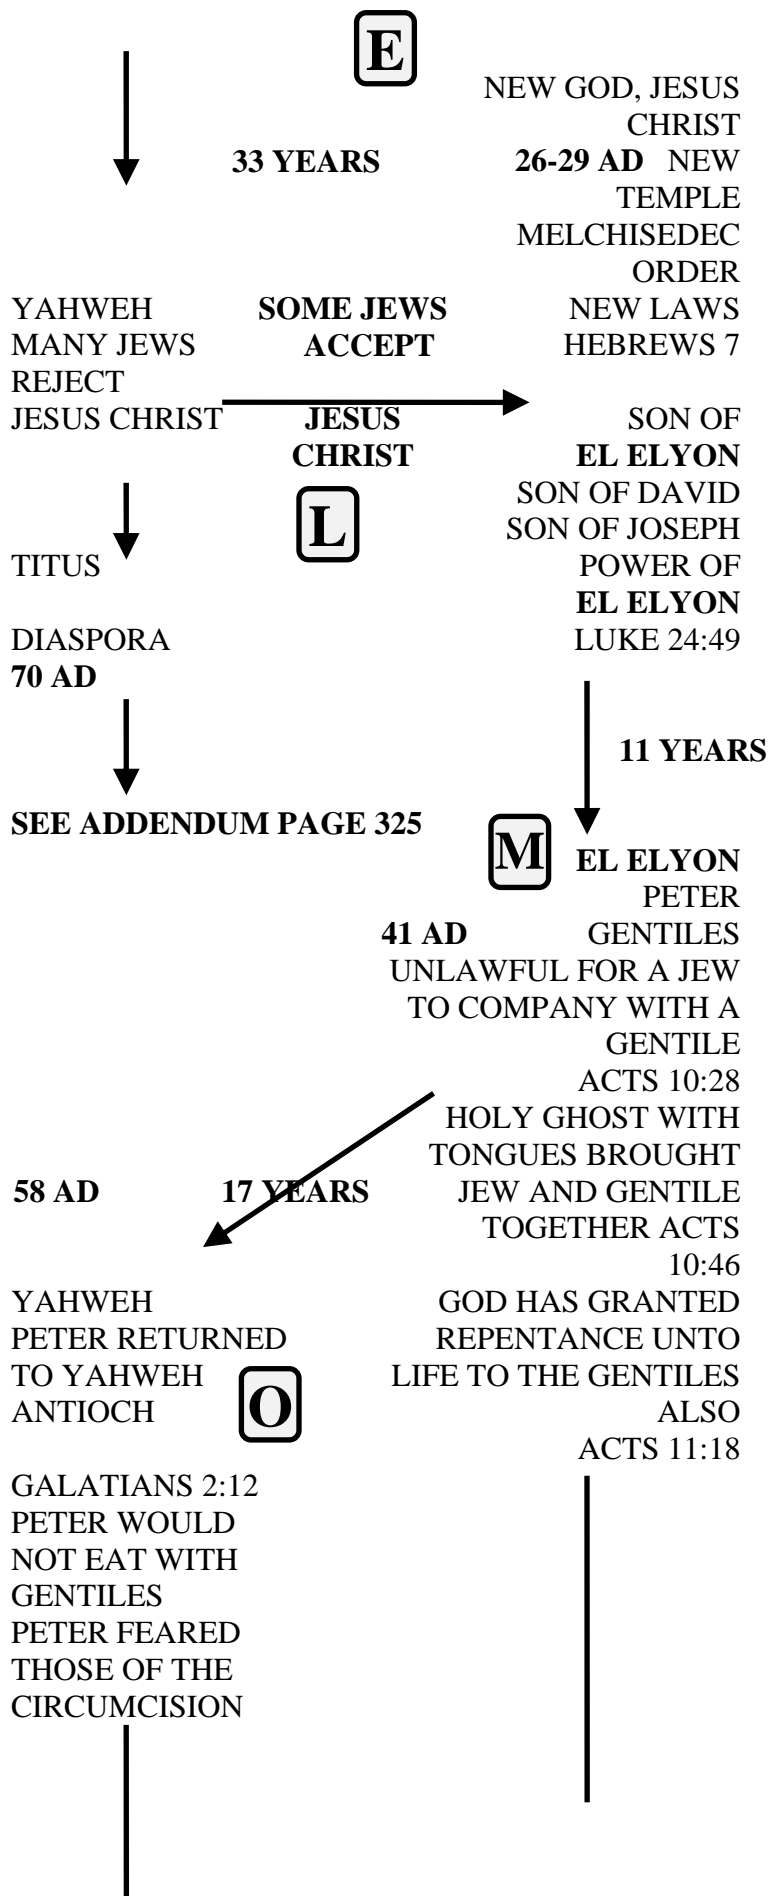 E
NEW GOD, JESUS
CHRIST
33 YEARS 26-29 AD NEW
TEMPLE
MELCHISEDEC
ORDER
YAHWEH SOME JEWS NEW LAWS
MANY JEWS ACCEPT HEBREWS 7
REJECT
JESUS CHRIST JESUS SON OF
CHRIST EL ELYON
SON OF DAVID
L SON OF JOSEPH
TITUS POWER OF
EL ELYON
DIASPORA LUKE 24:49
70 AD
11 YEARS
SEE ADDENDUM PAGE 325
M EL ELYON
PETER
41 AD GENTILES
UNLAWFUL FOR A JEW
TO COMPANY WITH A
GENTILE
ACTS 10:28
HOLY GHOST WITH
TONGUES BROUGHT
58 AD 17 YEARS JEW AND GENTILE
TOGETHER ACTS
10:46
YAHWEH GOD HAS GRANTED
PETER RETURNED REPENTANCE UNTO
TO YAHWEH LIFE TO THE GENTILES
ANTIOCH O ALSO
ACTS 11:18
GALATIANS 2:12
PETER WOULD
NOT EAT WITH
GENTILES
PETER FEARED
THOSE OF THE
CIRCUMCISION